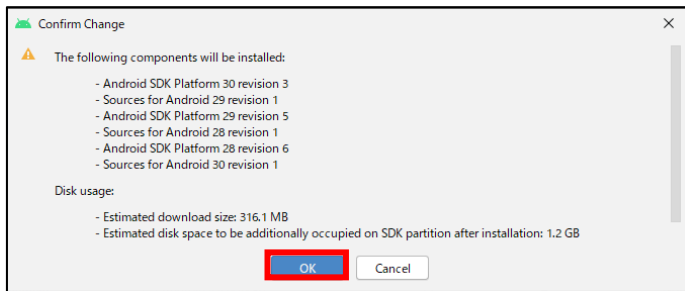 Confirm Change
The following components will be installed:
- Android SDK Platform 30 revision 3
- Sources for Android 29 revision 1
- Android SDK Platform 29 revision 5
- Sources for Android 28 revision 1
- Android SDK Platform 28 revision 6
- Sources for Android 30 revision 1
Disk usage:
- Estimated download size: 316.1 MB
- Estimated disk space to be additionally occupied on SDK partition after installation: 1.2 GB
OK Cancel